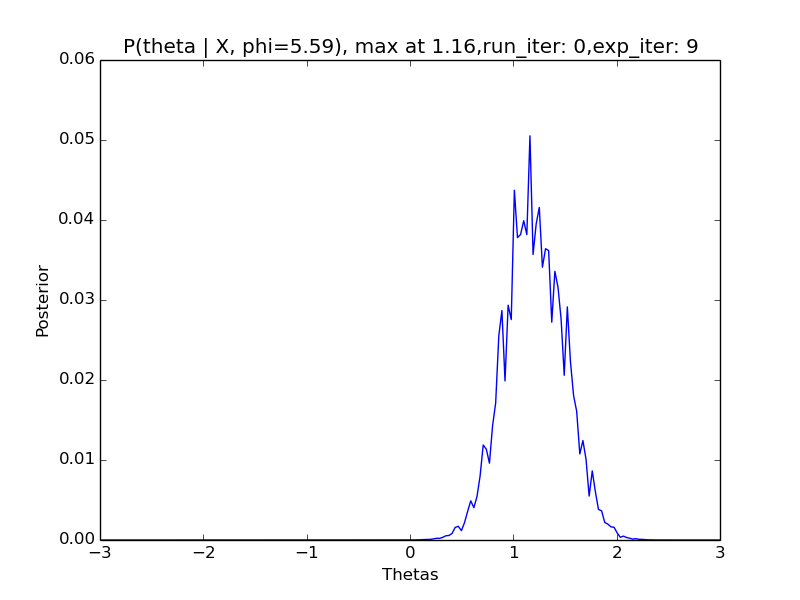 P(theta | X, phi=5.59), max at 1.16,run_iter: 0,exp_iter: 9
0.06
0.05
0.04
0.03
0.02
0.01
0.00
Posterior
−3 −2 −1 0 1 2 3
Thetas